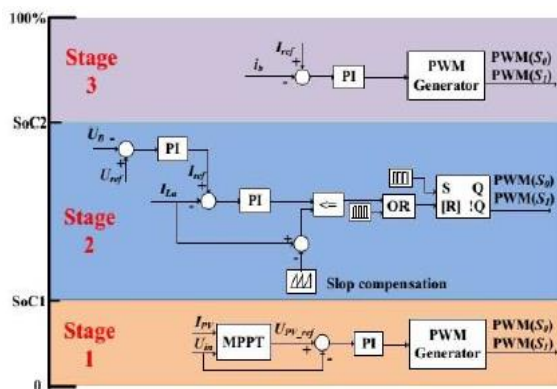 100%
Stage 3
I_ref
+
i_b
-
PI
PWM Generator
PWM(S_0)
PWM(S_1)
SoC2
Stage 2
U_B
-
+
U_ref
PI
I_ref
+
I_La
-
PI
<=
OR
S Q
[R] !Q
PWM(S_0)
PWM(S_1)
+
-
Slop compensation
SoC1
Stage 1
I_PV
U_in
MPPT
U_PV_ref
+
-
PI
PWM Generator
PWM(S_0)
PWM(S_1)
0